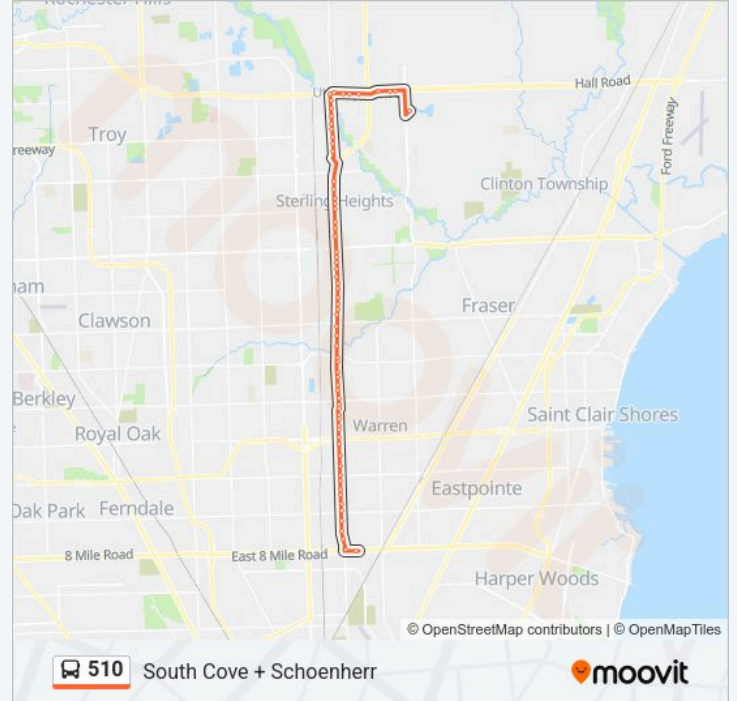 Rochester Hills
Hall Road
Troy
Ford Freeway
reeway
Clinton Township
Sterling Heights
Fraser
Clawson
Berkley
Saint Clair Shores
Warren
Royal Oak
Eastpointe
Oak Park
Ferndale
8 Mile Road
East 8 Mile Road
Harper Woods
© OpenStreetMap contributors | © OpenMapTiles
510
South Cove + Schoenherr
moovit